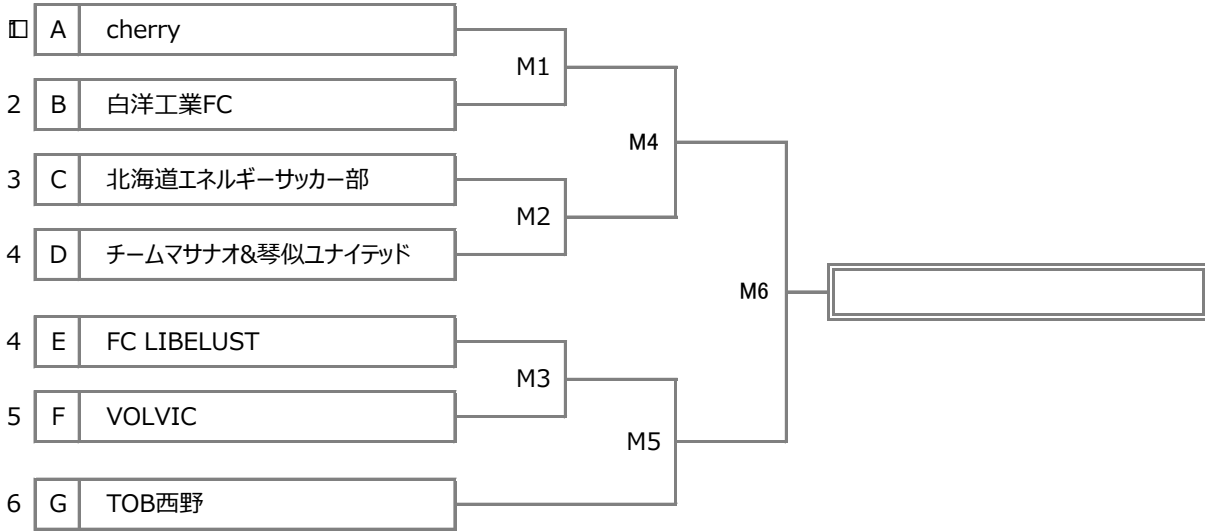 1 A cherry
M1
2 B 白洋工業FC
M4
3 C 北海道エネルギーサッカー部
M2
4 D チームマサナオ&琴似ユナイテッド
M6
4 E FC LIBELUST
M3
5 F VOLVIC
M5
6 G TOB西野